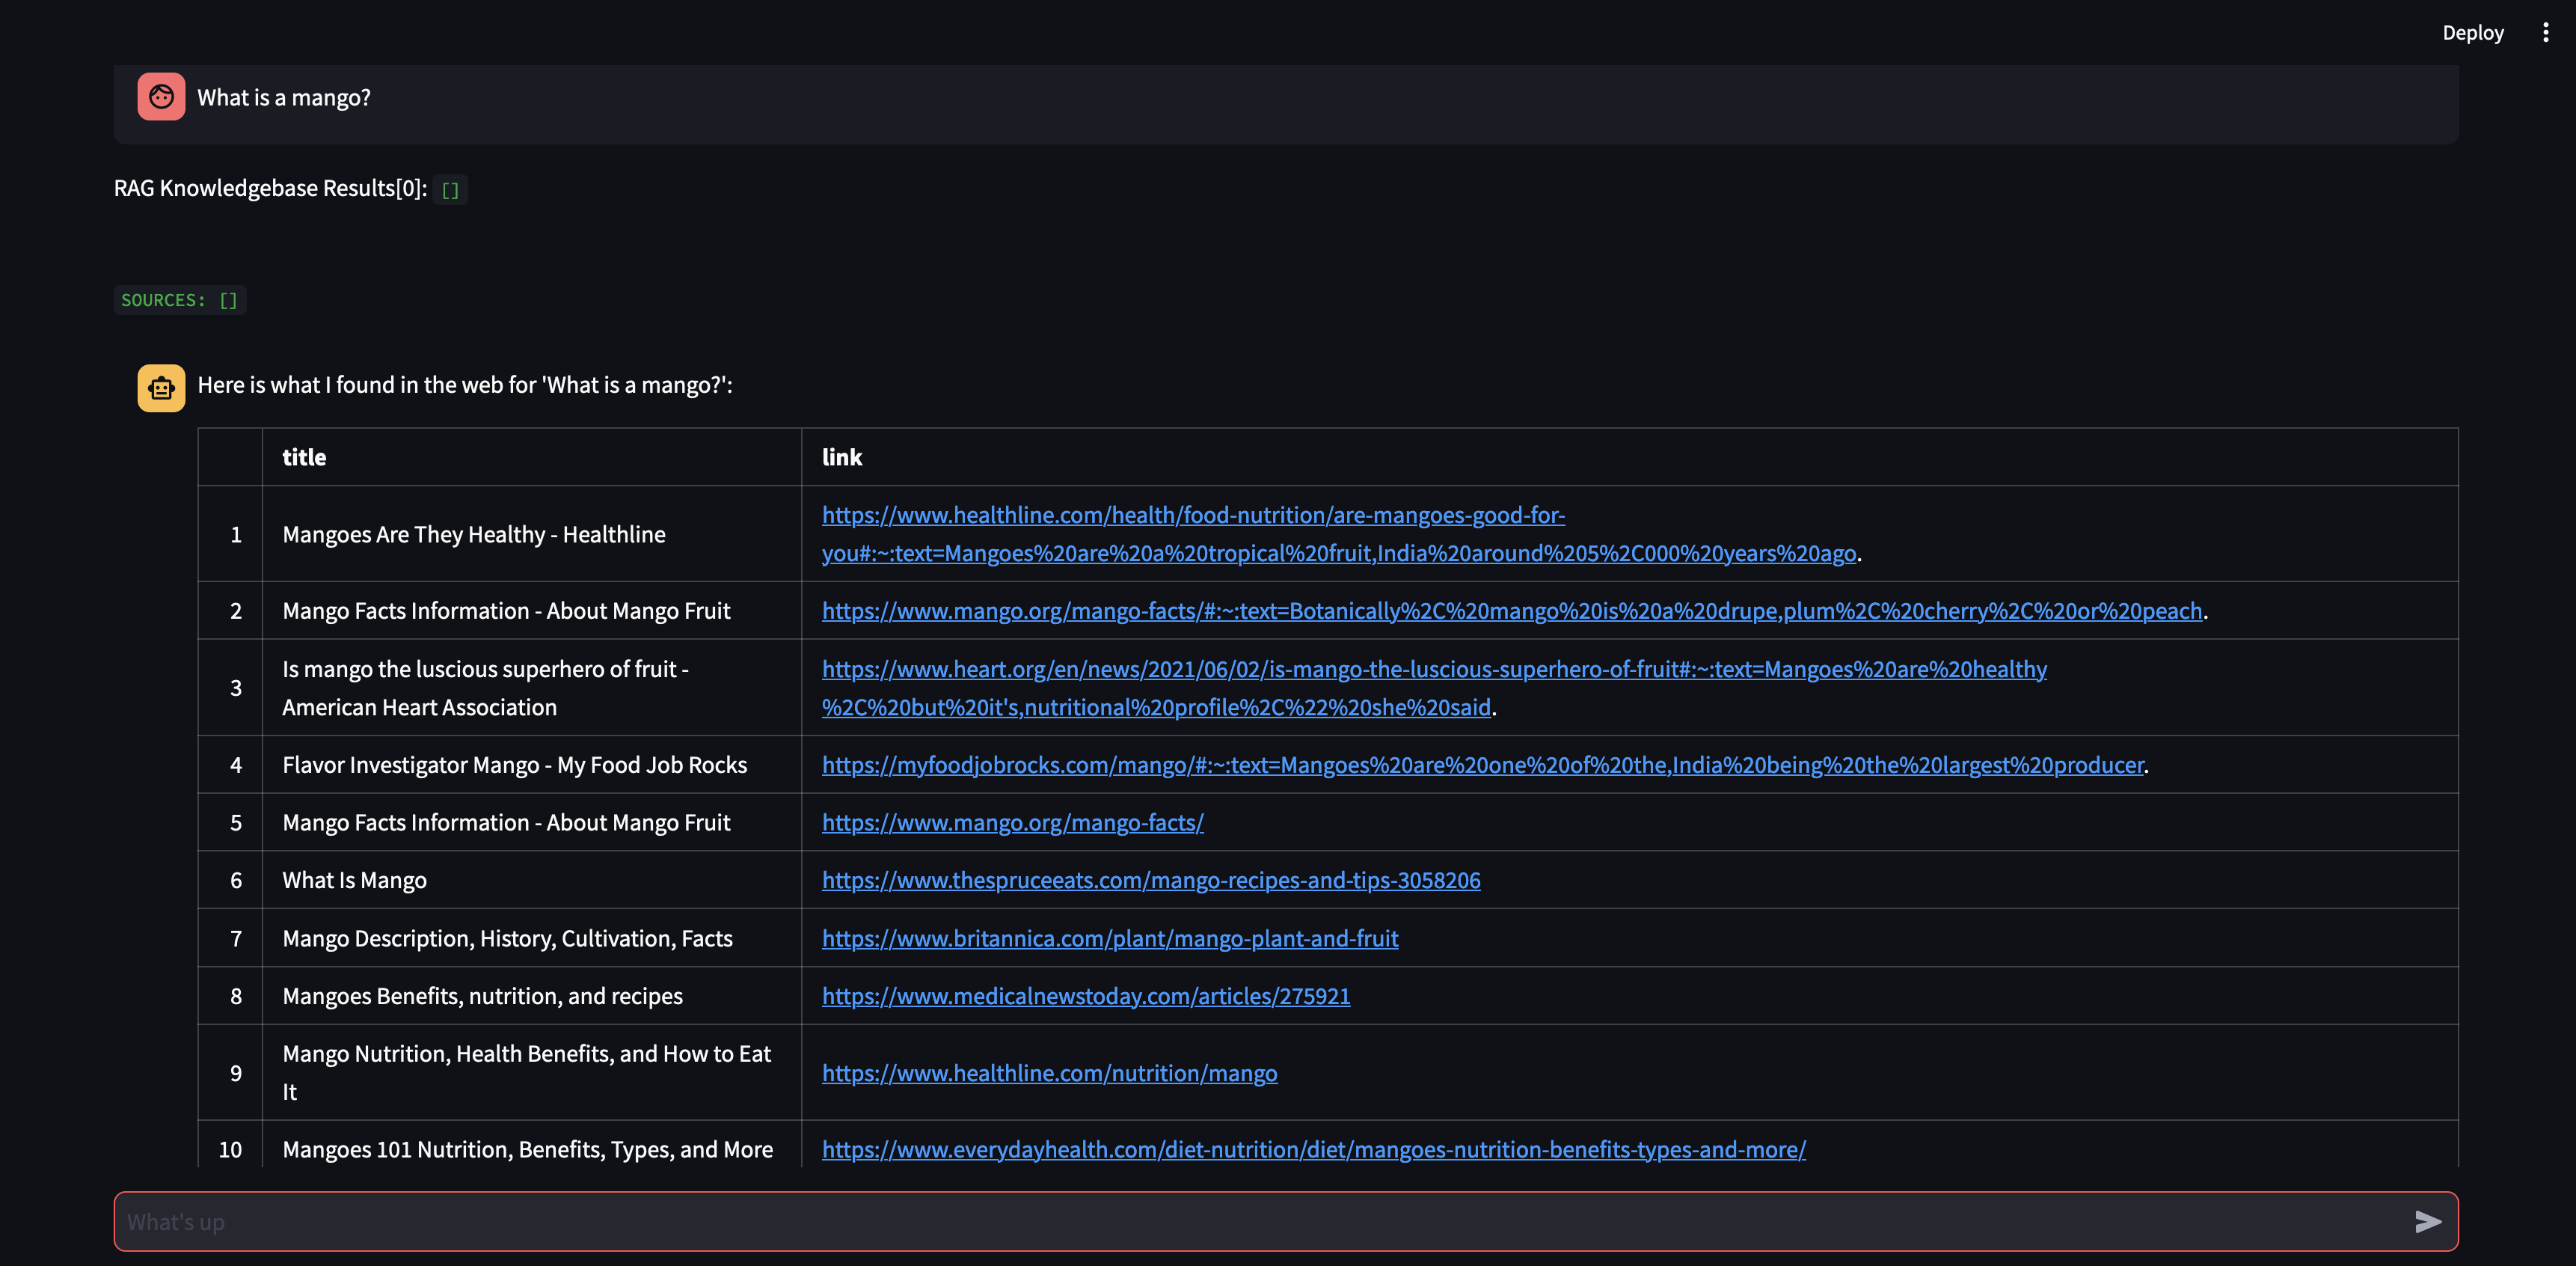 Deploy
What is a mango?
RAG Knowledgebase Results[0]: []
SOURCES: []
Here is what I found in the web for 'What is a mango?':
title link
1 Mangoes Are They Healthy - Healthline https://www.healthline.com/health/food-nutrition/are-mangoes-good-for-
you#:~:text=Mangoes%20are%20a%20tropical%20fruit,India%20around%205%2C000%20years%20ago.
2 Mango Facts Information - About Mango Fruit https://www.mango.org/mango-facts/#:~:text=Botanically%2C%20mango%20is%20a%20drupe,plum%2C%20cherry%2C%20or%20peach.
3 Is mango the luscious superhero of fruit - https://www.heart.org/en/news/2021/06/02/is-mango-the-luscious-superhero-of-fruit#:~:text=Mangoes%20are%20healthy
American Heart Association %2C%20but%20it's,nutritional%20profile%2C%22%20she%20said.
4 Flavor Investigator Mango - My Food Job Rocks https://myfoodjobrocks.com/mango/#:~:text=Mangoes%20are%20one%20of%20the,India%20being%20the%20largest%20producer.
5 Mango Facts Information - About Mango Fruit https://www.mango.org/mango-facts/
6 What Is Mango https://www.thespruceeats.com/mango-recipes-and-tips-3058206
7 Mango Description, History, Cultivation, Facts https://www.britannica.com/plant/mango-plant-and-fruit
8 Mangoes Benefits, nutrition, and recipes https://www.medicalnewstoday.com/articles/275921
9 Mango Nutrition, Health Benefits, and How to Eat https://www.healthline.com/nutrition/mango
It
10 Mangoes 101 Nutrition, Benefits, Types, and More https://www.everydayhealth.com/diet-nutrition/diet/mangoes-nutrition-benefits-types-and-more/
What's up